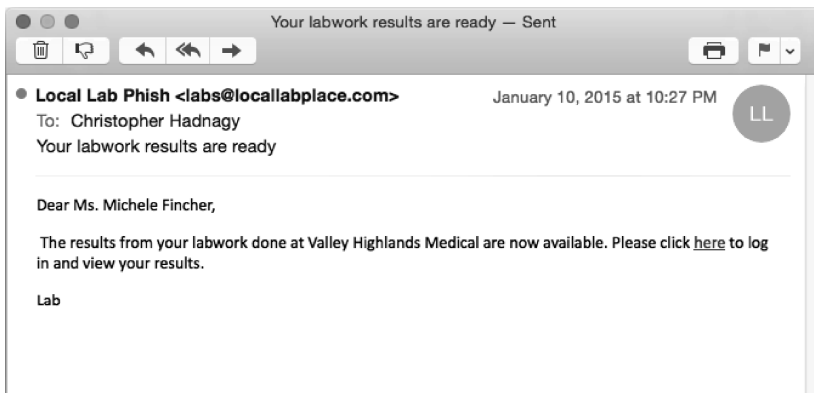 Your labwork results are ready — Sent
Local Lab Phish <labs@locallabplace.com>
January 10, 2015 at 10:27 PM
LL
To: Christopher Hadnagy
Your labwork results are ready
Dear Ms. Michele Fincher,
The results from your labwork done at Valley Highlands Medical are now available. Please click here to log
in and view your results.
Lab